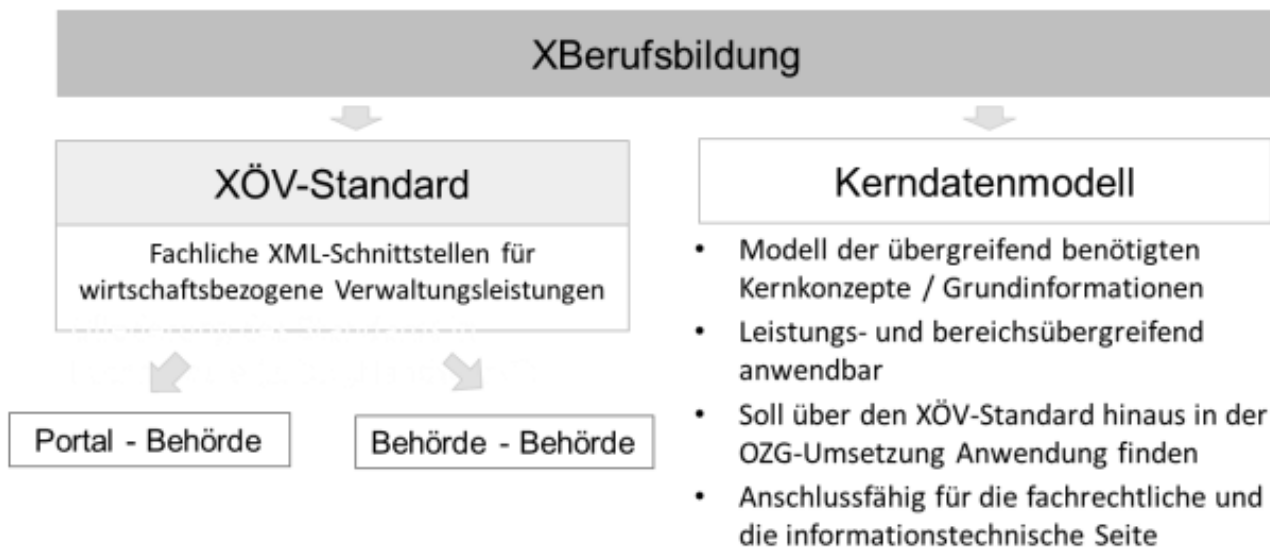 XBerufsbildung
XÖV-Standard
Fachliche XML-Schnittstellen für
wirtschaftsbezogene Verwaltungsleistungen
Portal - Behörde
Behörde - Behörde
Kerndatenmodell
• Modell der übergreifend benötigten
Kernkonzepte / Grundinformationen
• Leistungs- und bereichsübergreifend
anwendbar
• Soll über den XÖV-Standard hinaus in der
OZG-Umsetzung Anwendung finden
• Anschlussfähig für die fachrechtliche und
die informationstechnische Seite